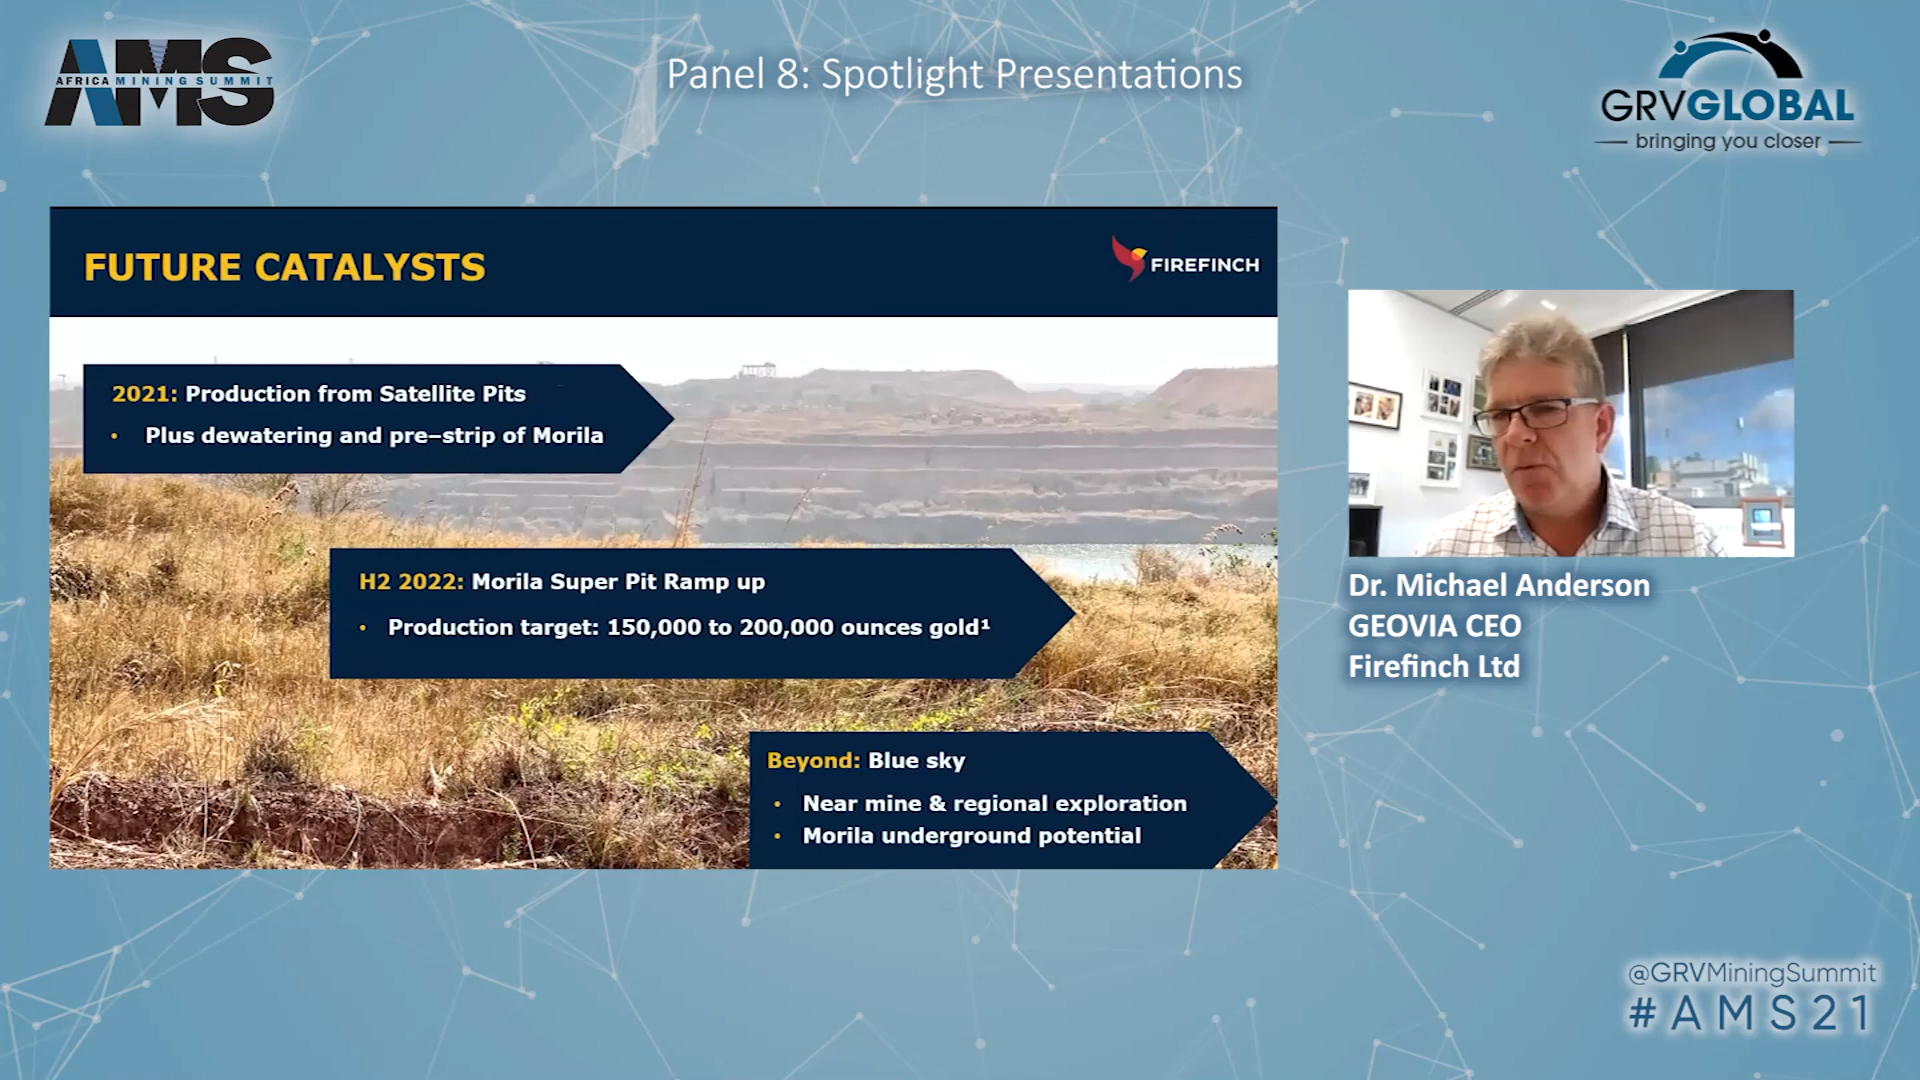 AMS
AFRICA MINING SUMMIT
Panel 8: Spotlight Presentations
GRVGLOBAL
bringing you closer
FUTURE CATALYSTS
FIREFINCH
2021: Production from Satellite Pits
• Plus dewatering and pre–strip of Morila
H2 2022: Morila Super Pit Ramp up
• Production target: 150,000 to 200,000 ounces gold¹
Beyond: Blue sky
• Near mine & regional exploration
• Morila underground potential
Dr. Michael Anderson
GEOVIA CEO
Firefinch Ltd
@GRVMiningSummit
#AMS21